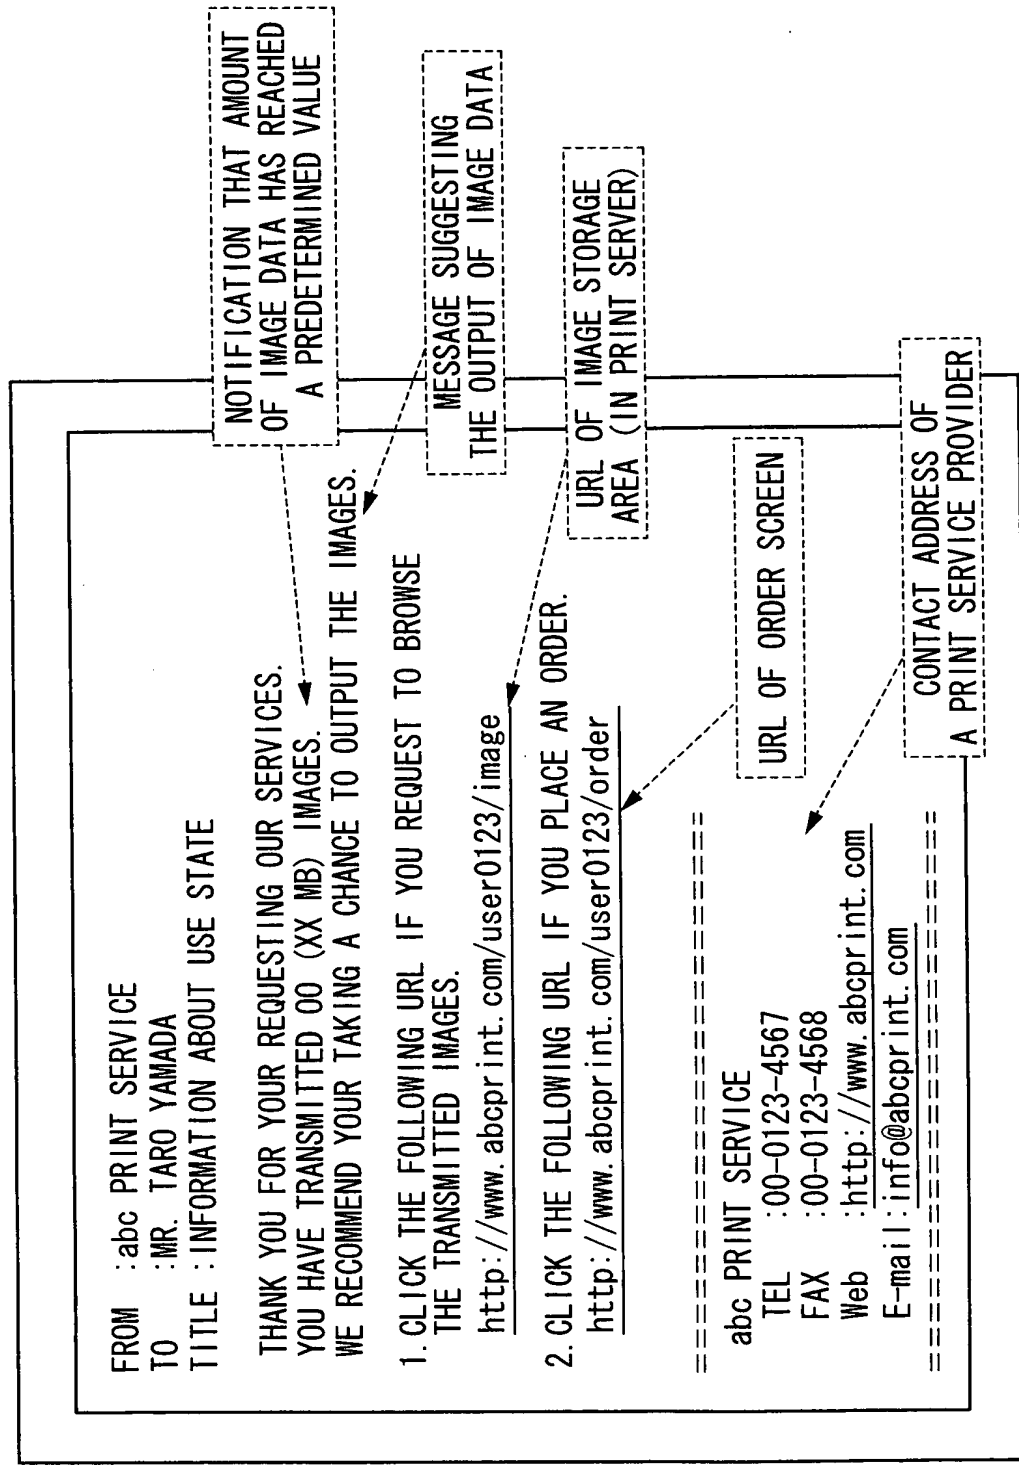 FROM :abc PRINT SERVICE
TO :MR. TARO YAMADA
TITLE :INFORMATION ABOUT USE STATE
THANK YOU FOR YOUR REQUESTING OUR SERVICES.
YOU HAVE TRANSMITTED OO (XX MB) IMAGES.
WE RECOMMEND YOUR TAKING A CHANCE TO OUTPUT THE IMAGES.
1. CLICK THE FOLLOWING URL IF YOU REQUEST TO BROWSE
THE TRANSMITTED IMAGES.
http://www.abcprint.com/user0123/image
2. CLICK THE FOLLOWING URL IF YOU PLACE AN ORDER.
http://www.abcprint.com/user0123/order
==============================
abc PRINT SERVICE
TEL :00-0123-4567
FAX :00-0123-4568
Web :http://www.abcprint.com
E-mail:info@abcprint.com
==============================
NOTIFICATION THAT AMOUNT
OF IMAGE DATA HAS REACHED
A PREDETERMINED VALUE
MESSAGE SUGGESTING
THE OUTPUT OF IMAGE DATA
URL OF IMAGE STORAGE
AREA (IN PRINT SERVER)
URL OF ORDER SCREEN
CONTACT ADDRESS OF
A PRINT SERVICE PROVIDER